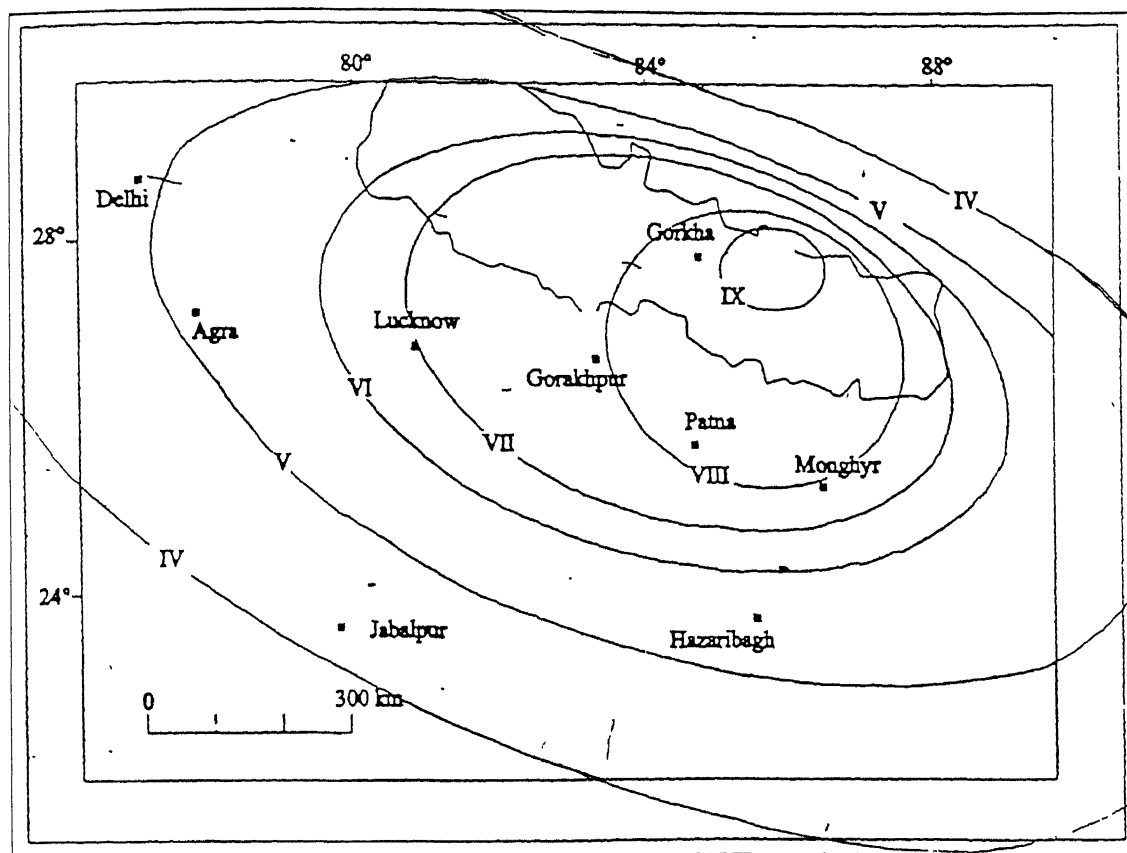 80°
84°
88°
IV
Delhi
V
28°
Gorkha
IX
Agra
Lucknow
Gorakhpur
VI
Patna
VII
V
VIII
Monghyr
IV
24°
Jabalpur
Hazaribagh
0
300 km